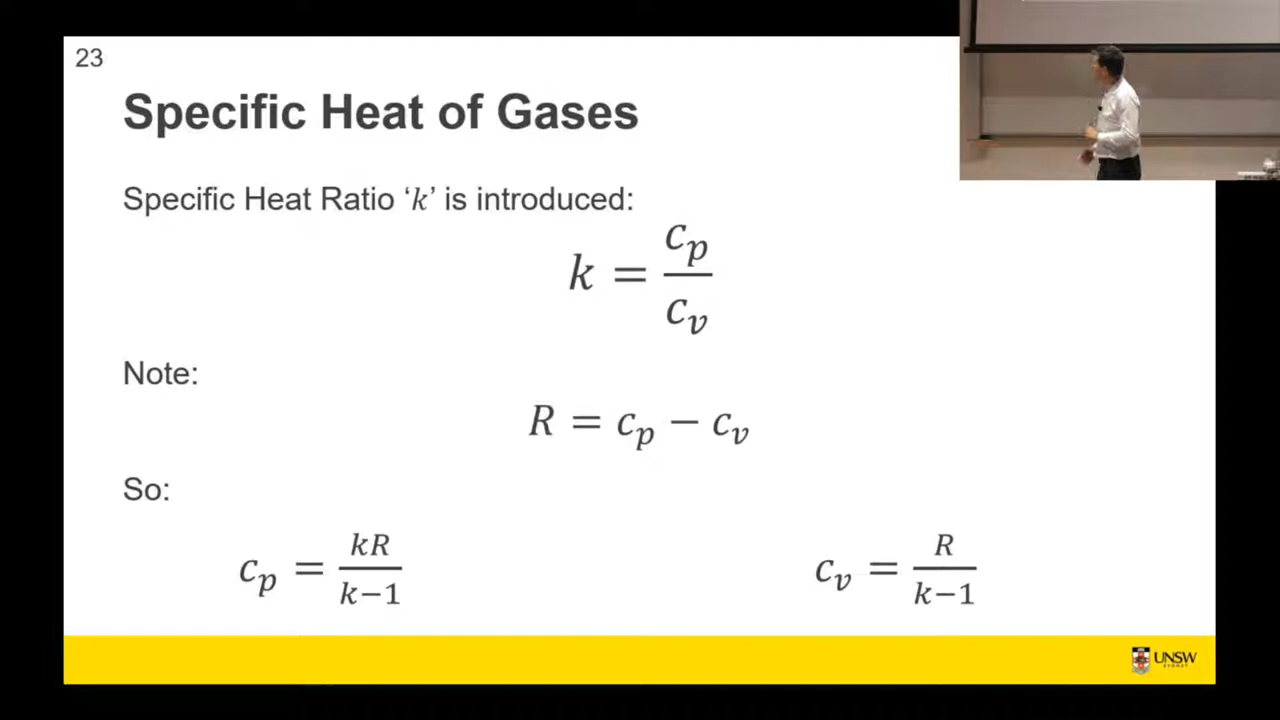 23
Specific Heat of Gases
Specific Heat Ratio ‘k’ is introduced:
k = c_p / c_v
Note:
R = c_p − c_v
So:
c_p = kR / k−1
c_v = R / k−1
UNSW
SYDNEY